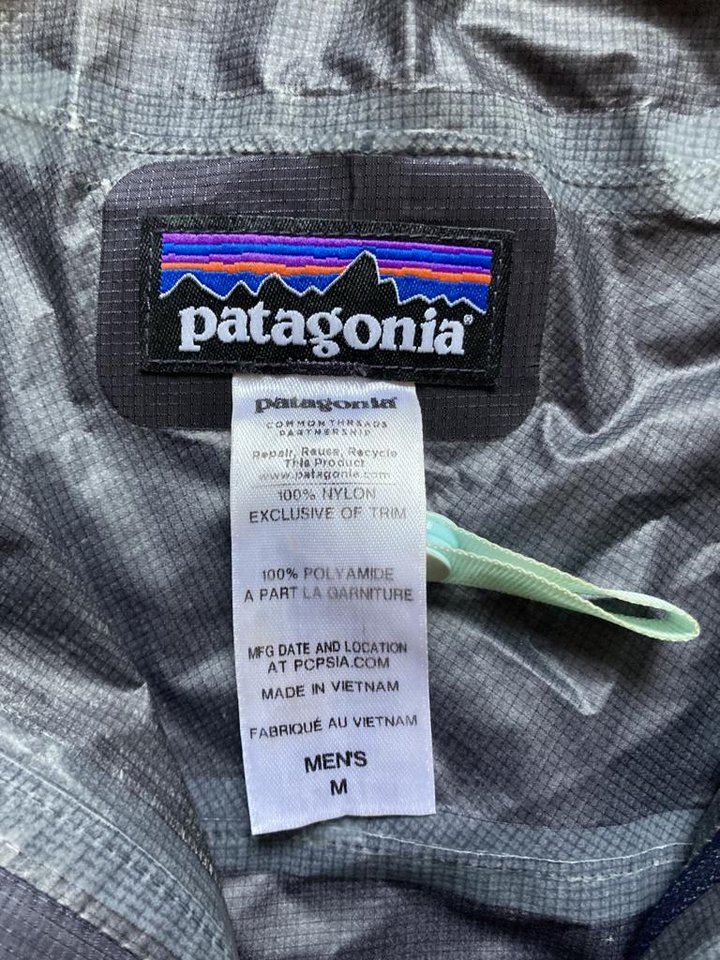 patagonia®
patagonia®
COMMON THREADS
PARTNERSHIP
Repair, Reuse, Recycle
This Product
www.patagonia.com
100% NYLON
EXCLUSIVE OF TRIM
100% POLYAMIDE
A PART LA GARNITURE
MFG DATE AND LOCATION
AT PCPSIA.COM
MADE IN VIETNAM
FABRIQUÉ AU VIETNAM
MEN'S
M